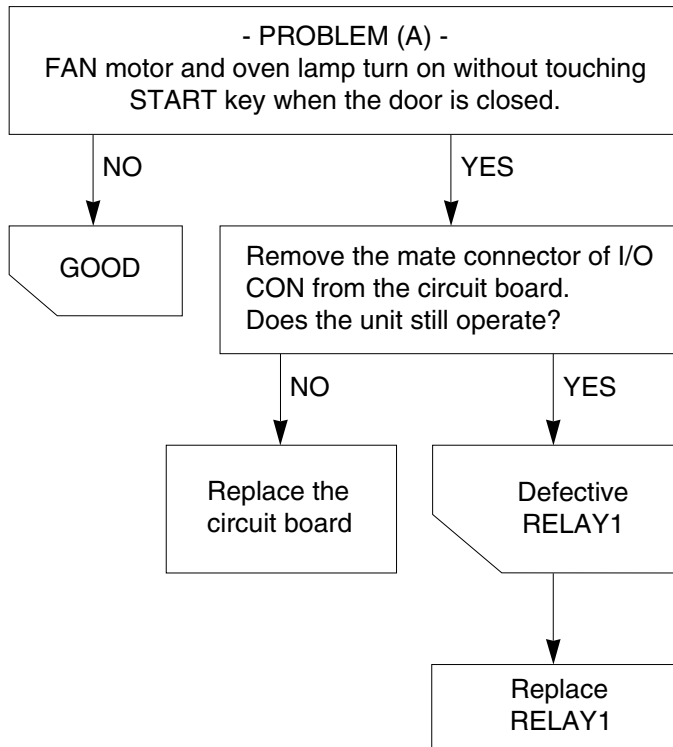 - PROBLEM (A) -
FAN motor and oven lamp turn on without touching
START key when the door is closed.
NO
YES
GOOD
Remove the mate connector of I/O
CON from the circuit board.
Does the unit still operate?
NO
YES
Replace the
circuit board
Defective
RELAY1
Replace
RELAY1